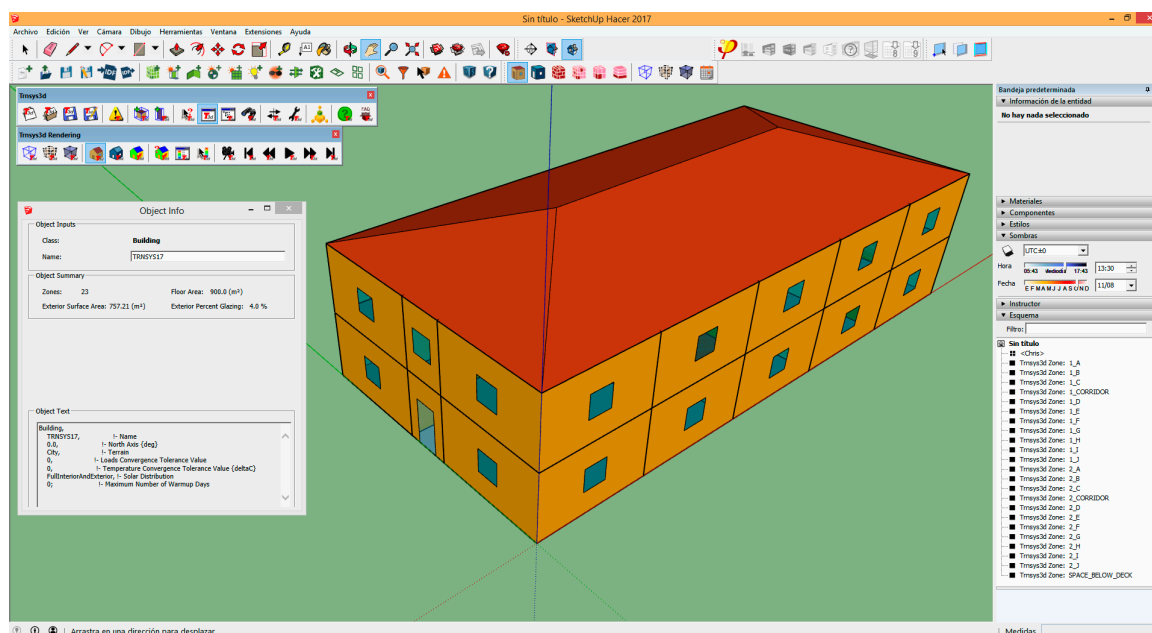 Sin título - SketchUp Hacer 2017
Archivo Edición Ver Cámara Dibujo Herramientas Ventana Extensiones Ayuda
Trnsys3d
Trnsys3d Rendering
Object Info
Object Inputs
Class: Building
Name: TRNSYS17
Object Summary
Zones: 23 Floor Area: 900.0 (m²)
Exterior Surface Area: 757.21 (m²) Exterior Percent Glazing: 4.0 %
Object Text
Building,
TRNSYS17, !- Name
0.0, !- North Axis {deg}
City, !- Terrain
0, !- Loads Convergence Tolerance Value
0, !- Temperature Convergence Tolerance Value {deltaC}
FullInteriorAndExterior, !- Solar Distribution
0; !- Maximum Number of Warmup Days
Bandeja predeterminada
Información de la entidad
No hay nada seleccionado
Materiales
Componentes
Estilos
Sombras
UTC±0
Hora 05:43 Mediodía 17:43 13:30
Fecha E F M A M J J A S O N D 11/08
Instructor
Esquema
Filtro:
Sin título
<Chris>
Trnsys3d Zone: 1_A
Trnsys3d Zone: 1_B
Trnsys3d Zone: 1_C
Trnsys3d Zone: 1_CORRIDOR
Trnsys3d Zone: 1_D
Trnsys3d Zone: 1_E
Trnsys3d Zone: 1_F
Trnsys3d Zone: 1_G
Trnsys3d Zone: 1_H
Trnsys3d Zone: 1_I
Trnsys3d Zone: 1_J
Trnsys3d Zone: 2_A
Trnsys3d Zone: 2_B
Trnsys3d Zone: 2_C
Trnsys3d Zone: 2_CORRIDOR
Trnsys3d Zone: 2_D
Trnsys3d Zone: 2_E
Trnsys3d Zone: 2_F
Trnsys3d Zone: 2_G
Trnsys3d Zone: 2_H
Trnsys3d Zone: 2_I
Trnsys3d Zone: 2_J
Trnsys3d Zone: SPACE_BELOW_DECK
Arrastra en una dirección para desplazar
Medidas